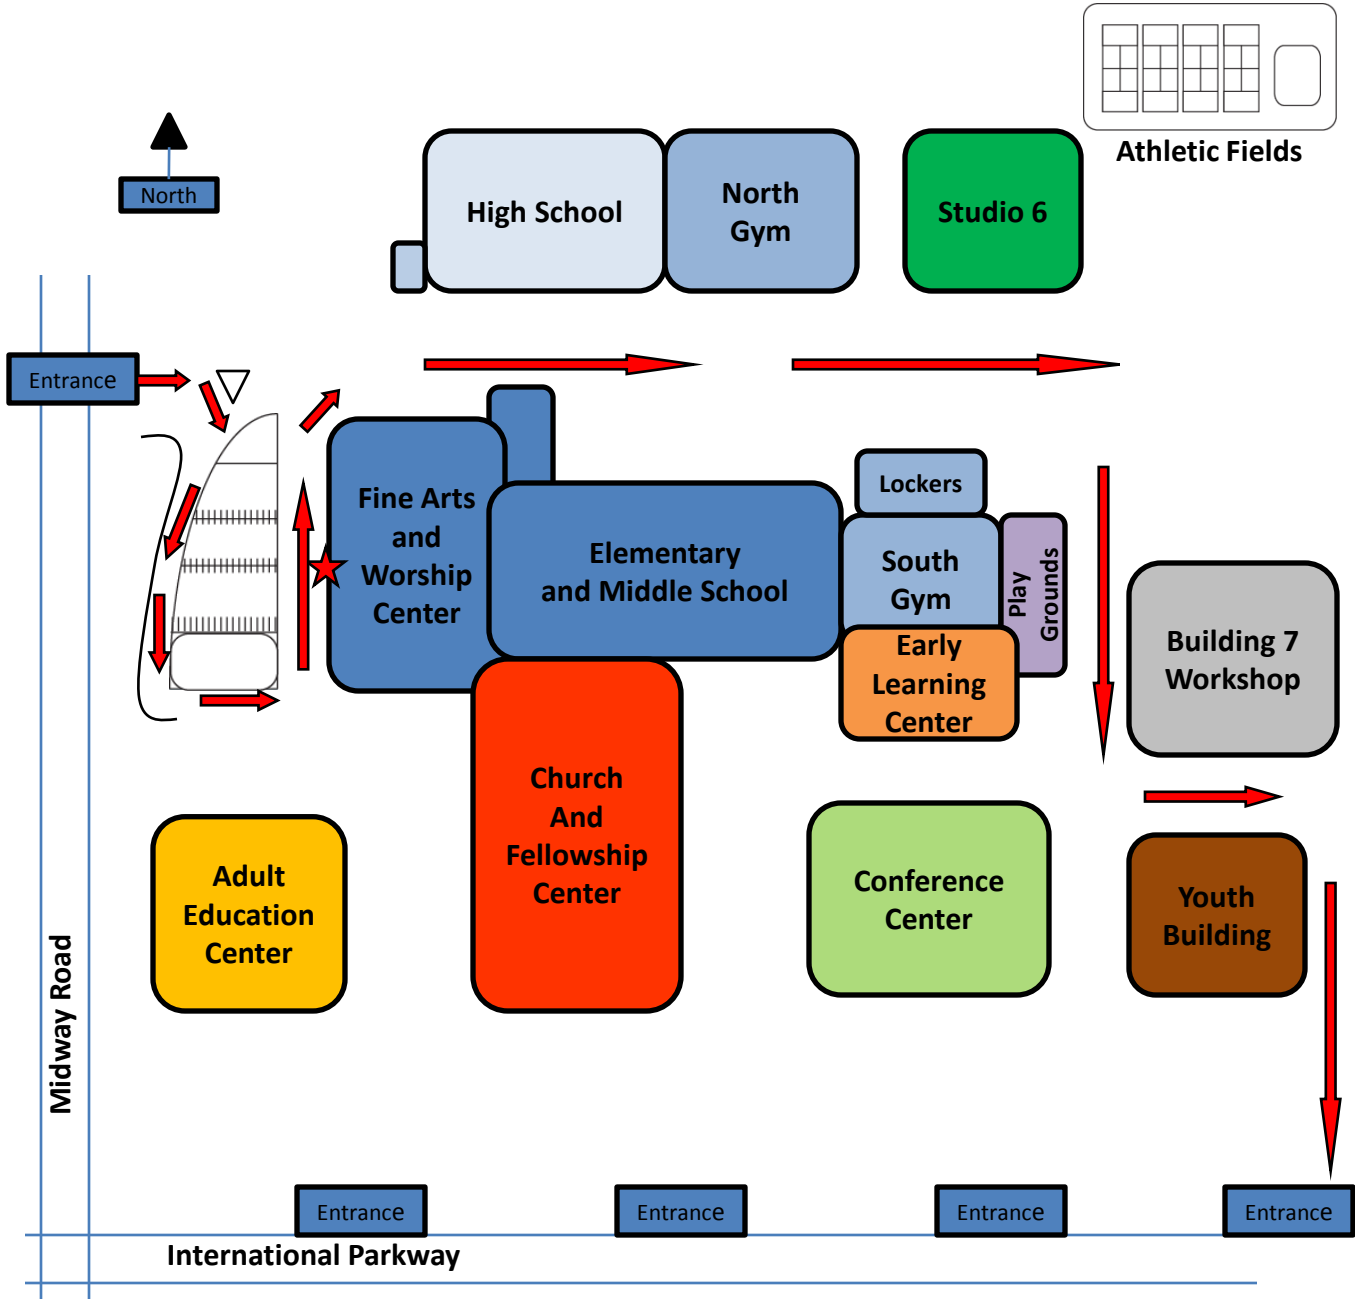 Athletic Fields
North
High School
North
Gym
Studio 6
Entrance
Lockers
Fine Arts
and
Worship
Center
Elementary
and Middle School
South
Gym
Play
Grounds
Early
Learning
Center
Building 7
Workshop
Church
And
Fellowship
Center
Adult
Education
Center
Conference
Center
Youth
Building
Midway Road
Entrance
Entrance
Entrance
Entrance
International Parkway